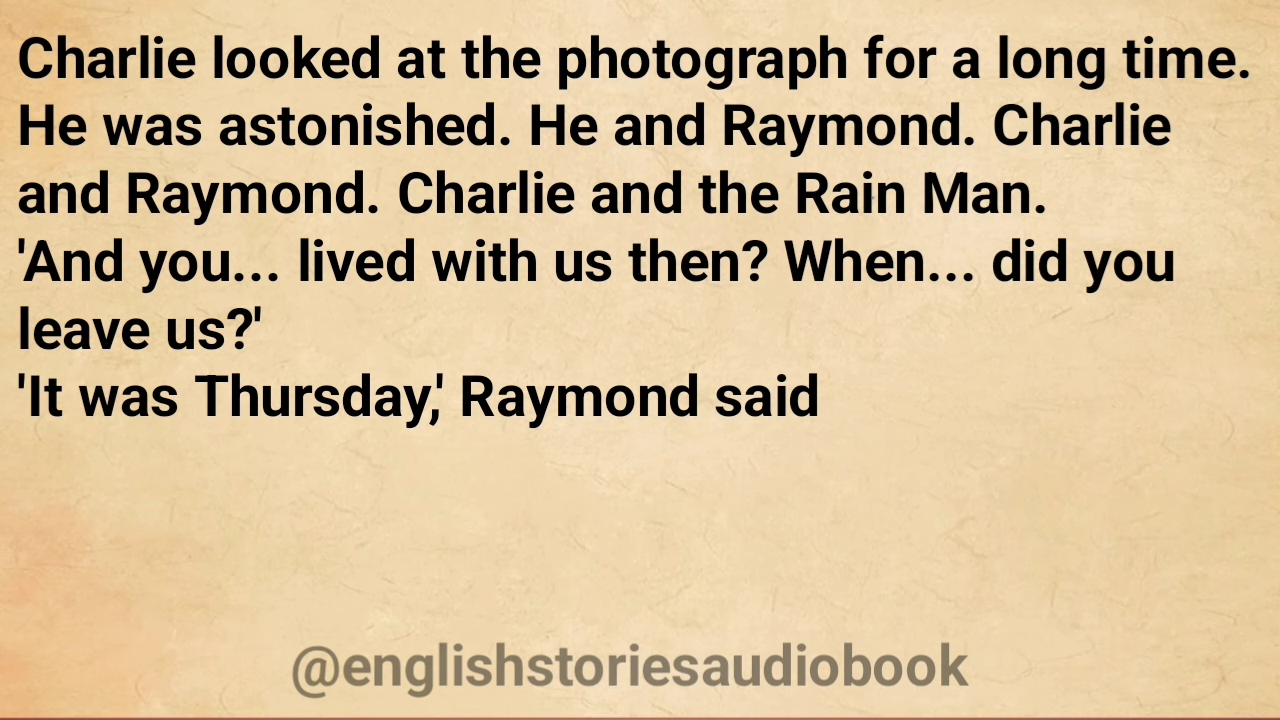 Charlie looked at the photograph for a long time.
He was astonished. He and Raymond. Charlie
and Raymond. Charlie and the Rain Man.
'And you... lived with us then? When... did you
leave us?'
'It was Thursday,' Raymond said
@englishstoriesaudiobook